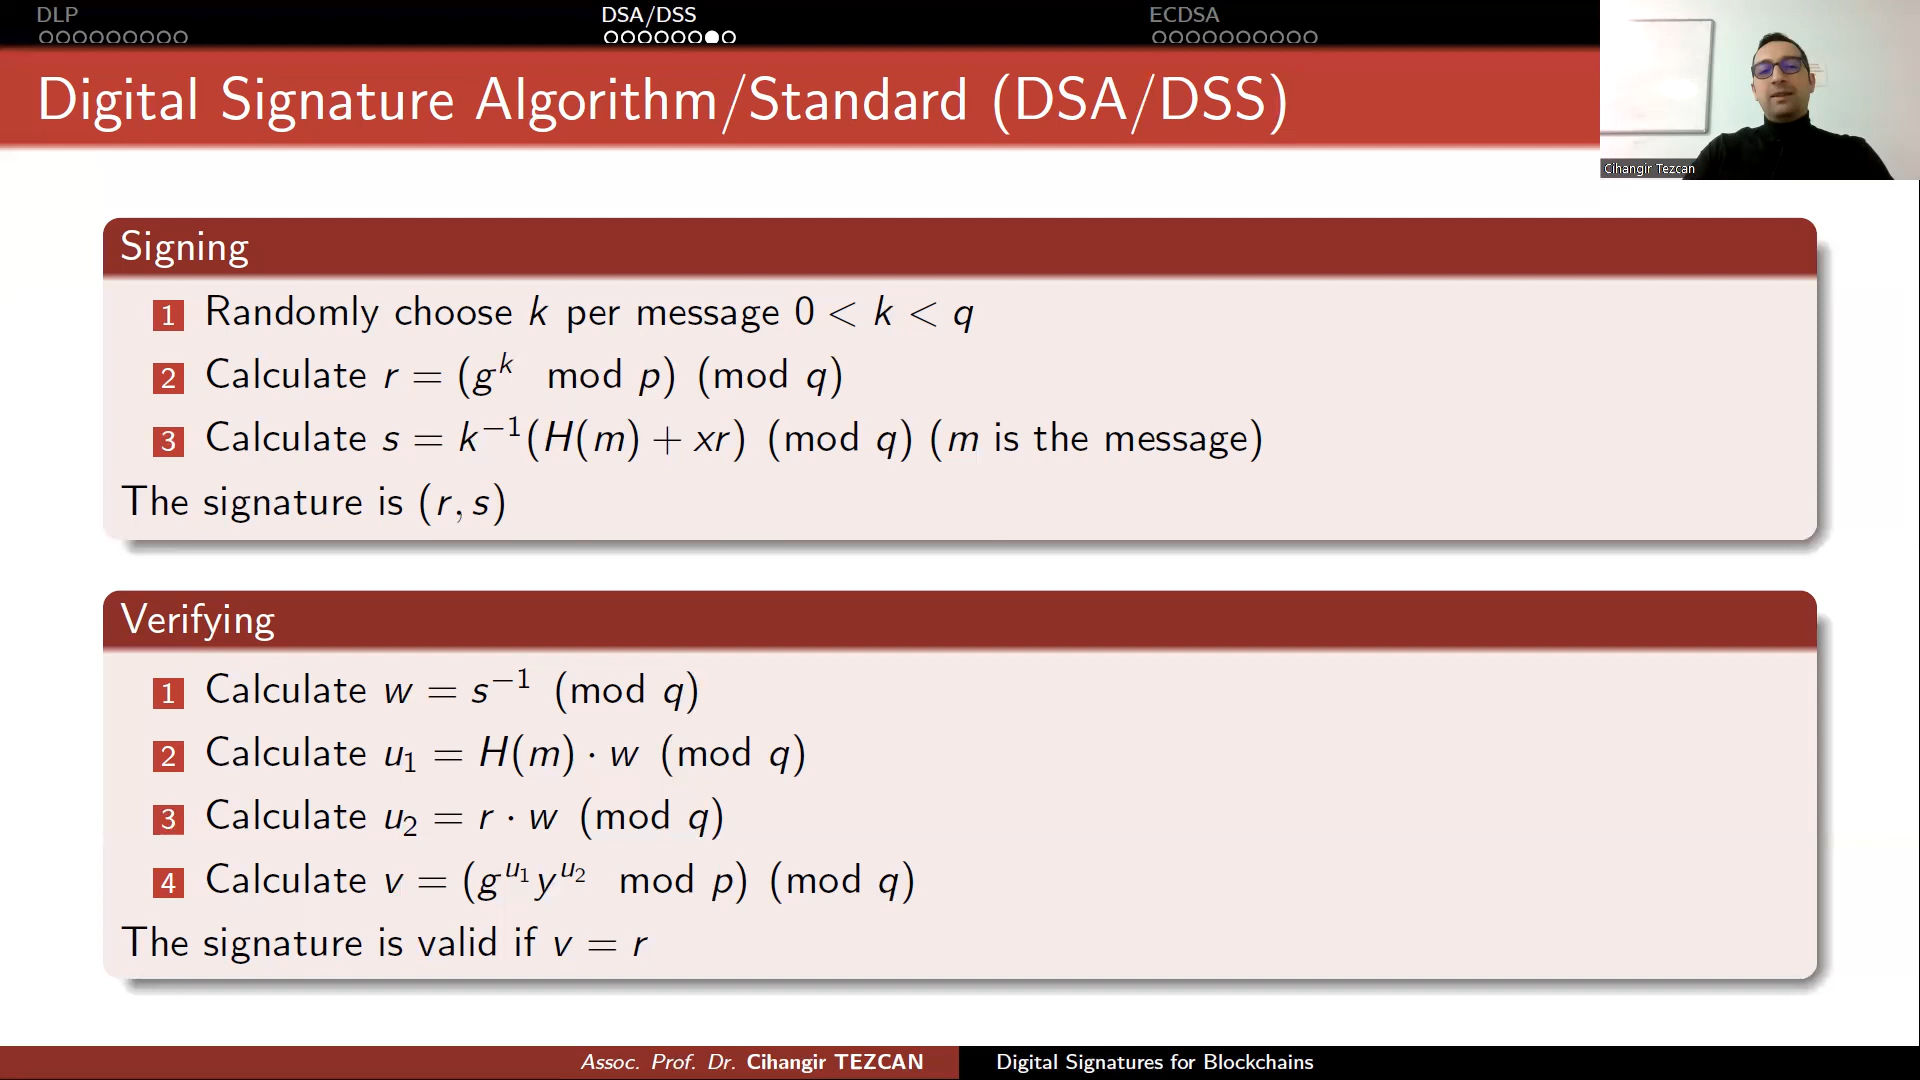 DLP
DSA/DSS
ECDSA
Digital Signature Algorithm/Standard (DSA/DSS)
Cihangir Tezcan
Signing
1 Randomly choose k per message 0 < k < q
2 Calculate r = (g^k mod p) (mod q)
3 Calculate s = k^−1(H(m) + xr) (mod q) (m is the message)
The signature is (r, s)
Verifying
1 Calculate w = s^−1 (mod q)
2 Calculate u₁ = H(m) · w (mod q)
3 Calculate u₂ = r · w (mod q)
4 Calculate v = (g^u₁ y^u₂ mod p) (mod q)
The signature is valid if v = r
Assoc. Prof. Dr. Cihangir TEZCAN
Digital Signatures for Blockchains